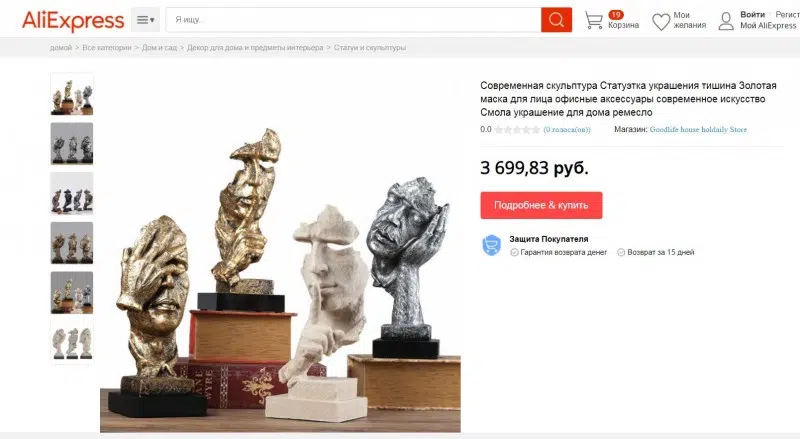 AliExpress
Я ищу...
19
Корзина
Мои
желания
Войти | Регист
Мой AliExpress
домой > Все категории > Дом и сад > Декор для дома и предметы интерьера > Статуи и скульптуры
Современная скульптура Статуэтка украшения тишина Золотая
маска для лица офисные аксессуары современное искусство
Смола украшение для дома ремесло
0.0 (0 голоса(ов)) Магазин: Goodlife house holdaily Store
3 699,83 руб.
Подробнее & купить
Защита Покупателя
Гарантия возврата денег Возврат за 15 дней